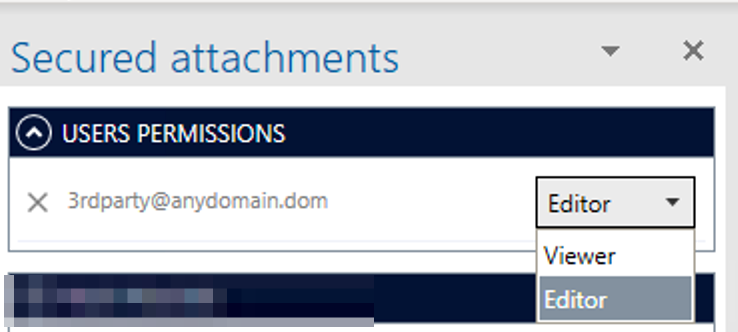 Secured attachments
USERS PERMISSIONS
3rdparty@anydomain.dom
Editor
Viewer
Editor